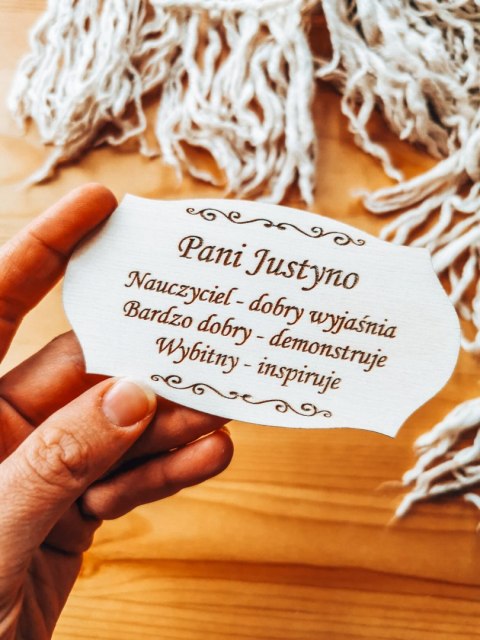 Pani Justyno
Nauczyciel - dobry wyjaśnia
Bardzo dobry - demonstruje
Wybitny - inspiruje